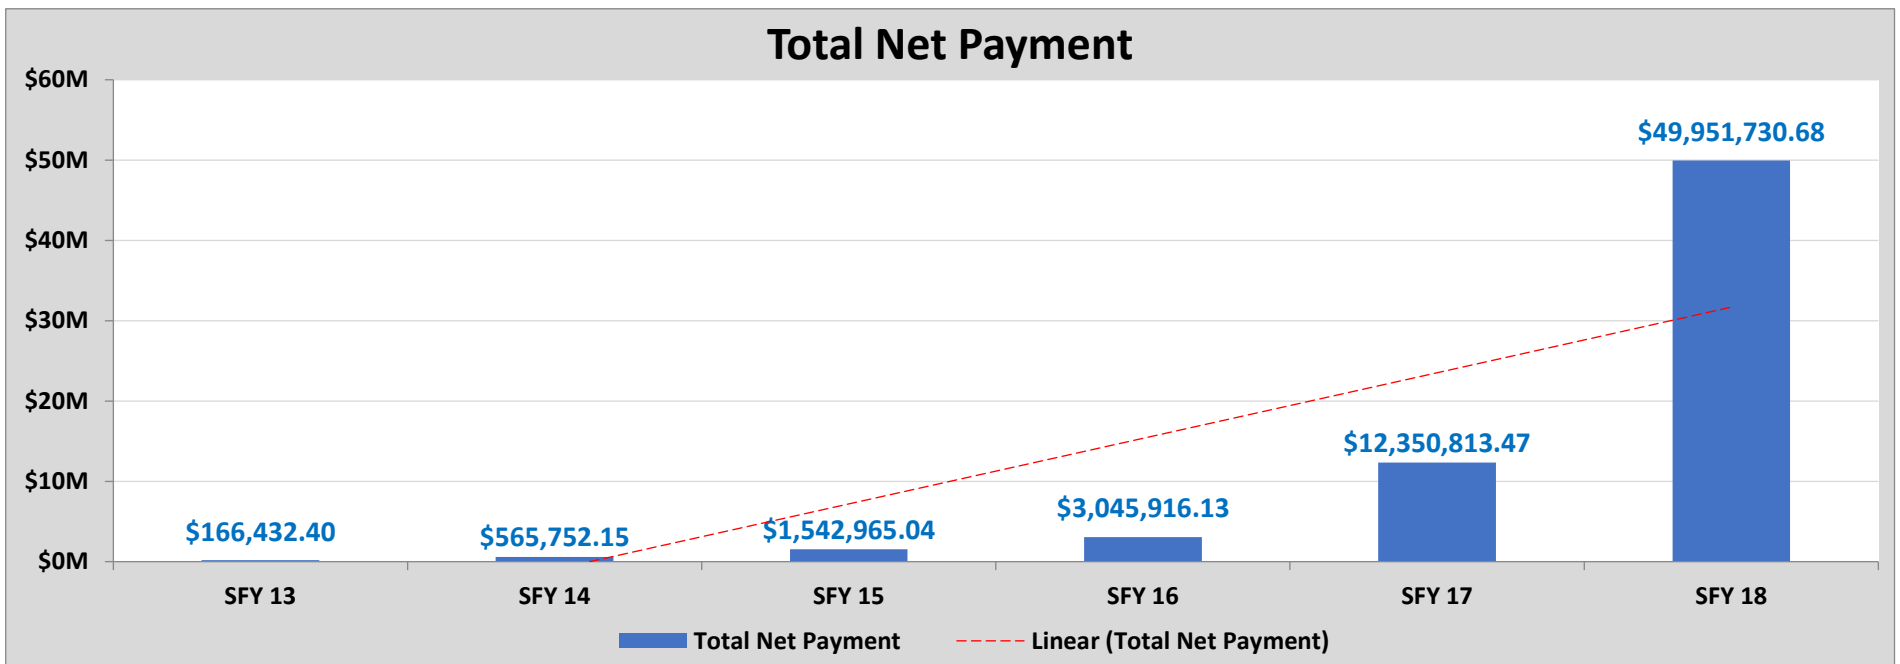 Total Net Payment
$60M
$50M
$40M
$30M
$20M
$10M
$0M
$166,432.40
$565,752.15
$1,542,965.04
$3,045,916.13
$12,350,813.47
$49,951,730.68
SFY 13
SFY 14
SFY 15
SFY 16
SFY 17
SFY 18
Total Net Payment
Linear (Total Net Payment)